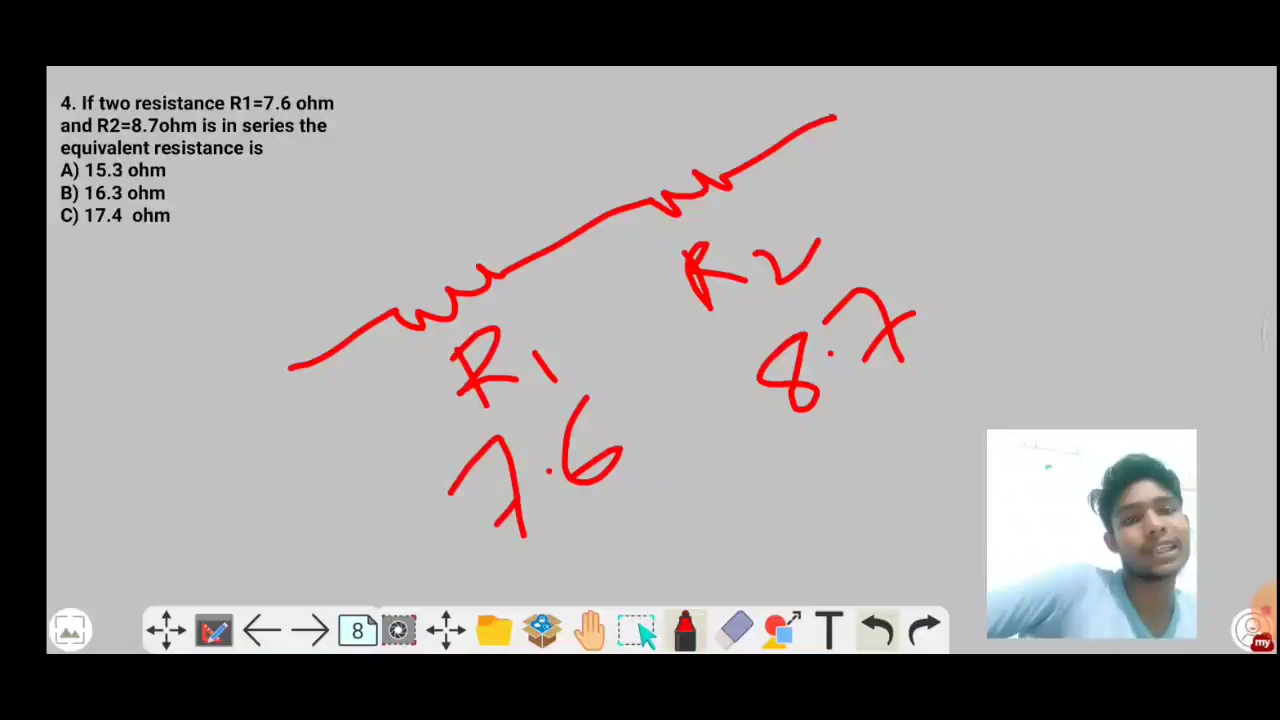 4. If two resistance R1=7.6 ohm
and R2=8.7ohm is in series the
equivalent resistance is
A) 15.3 ohm
B) 16.3 ohm
C) 17.4  ohm
R2
8.7
R1
7.6
8
T
my